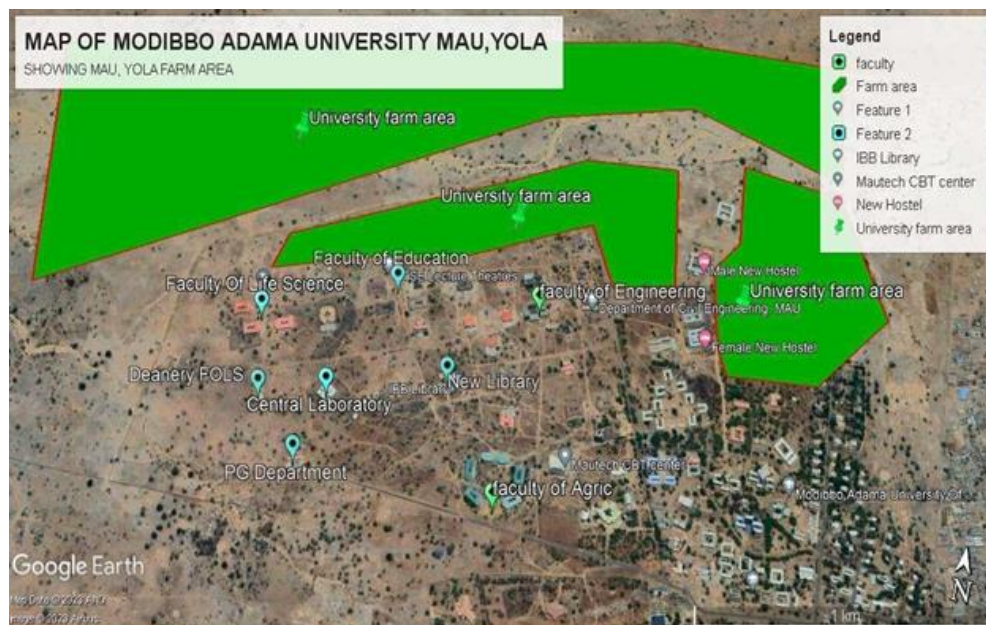 MAP OF MODIBBO ADAMA UNIVERSITY MAU,YOLA
SHOWING MAU, YOLA FARM AREA
Legend
faculty
Farm area
Feature 1
Feature 2
IBB Library
Mautech CBT center
New Hostel
University farm area
University farm area
University farm area
Faculty of Education
Lecture Theatres
Faculty Of Life Science
Male New Hostel
faculty of Engineering
University farm area
Department of Civil Engineering MAU
Female New Hostel
Deanery FOLS
IBB Library
New Library
Central Laboratory
PG Department
Mautech CBT center
faculty of Agric
Modibbo Adama University Of
Google Earth
N
1 km